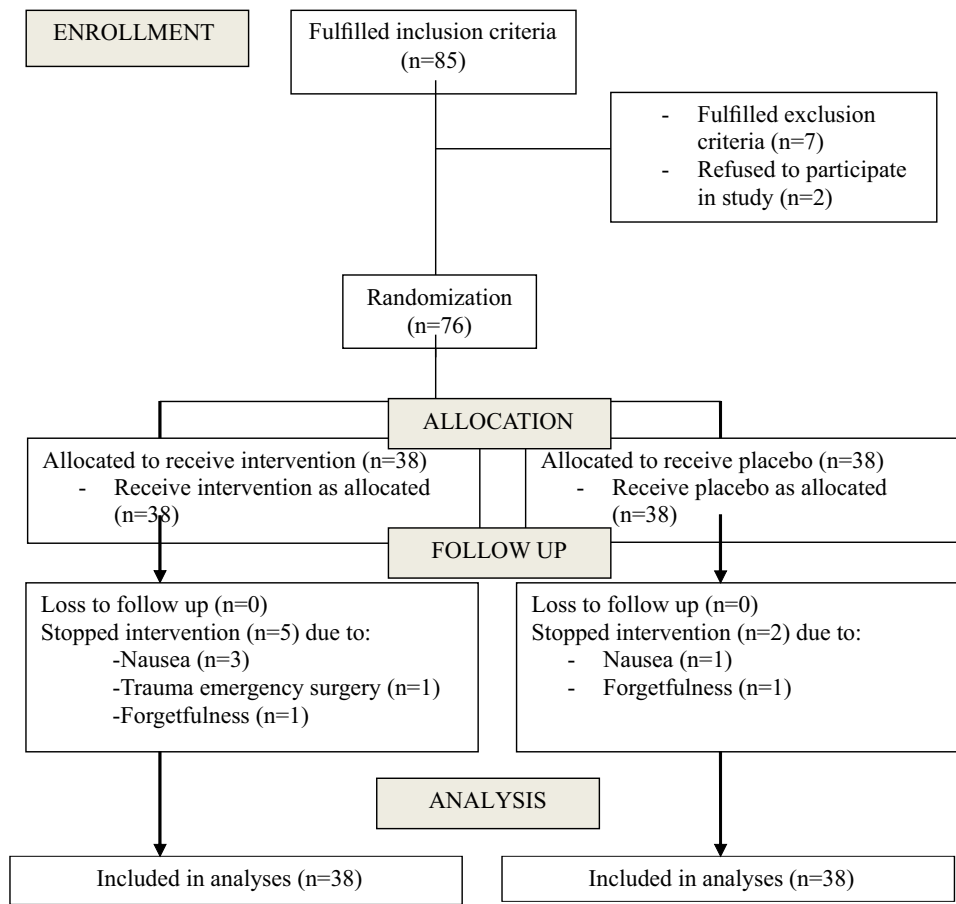 ENROLLMENT
Fulfilled inclusion criteria
(n=85)
- Fulfilled exclusion
criteria (n=7)
- Refused to participate
in study (n=2)
Randomization
(n=76)
ALLOCATION
Allocated to receive intervention (n=38)
- Receive intervention as allocated
(n=38)
Allocated to receive placebo (n=38)
- Receive placebo as allocated
(n=38)
FOLLOW UP
Loss to follow up (n=0)
Stopped intervention (n=5) due to:
-Nausea (n=3)
-Trauma emergency surgery (n=1)
-Forgetfulness (n=1)
Loss to follow up (n=0)
Stopped intervention (n=2) due to:
- Nausea (n=1)
- Forgetfulness (n=1)
ANALYSIS
Included in analyses (n=38)
Included in analyses (n=38)